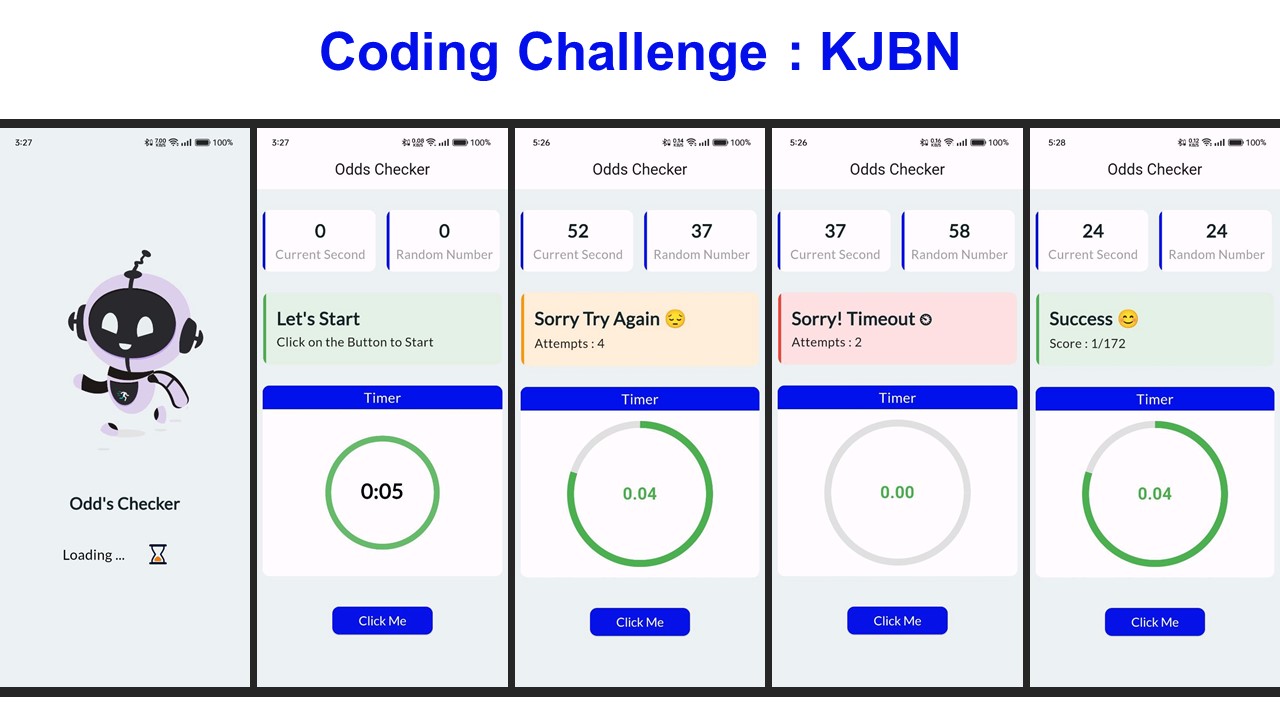 Coding Challenge : KJBN
3:27
100%
Odd's Checker
Loading ...
3:27
100%
Odds Checker
0
0
Current Second
Random Number
Let's Start
Click on the Button to Start
Timer
0:05
Click Me
5:26
100%
Odds Checker
52
37
Current Second
Random Number
Sorry Try Again 😔
Attempts : 4
Timer
0.04
Click Me
5:26
100%
Odds Checker
37
58
Current Second
Random Number
Sorry! Timeout ⏲
Attempts : 2
Timer
0.00
Click Me
5:28
100%
Odds Checker
24
24
Current Second
Random Number
Success 😊
Score : 1/172
Timer
0.04
Click Me